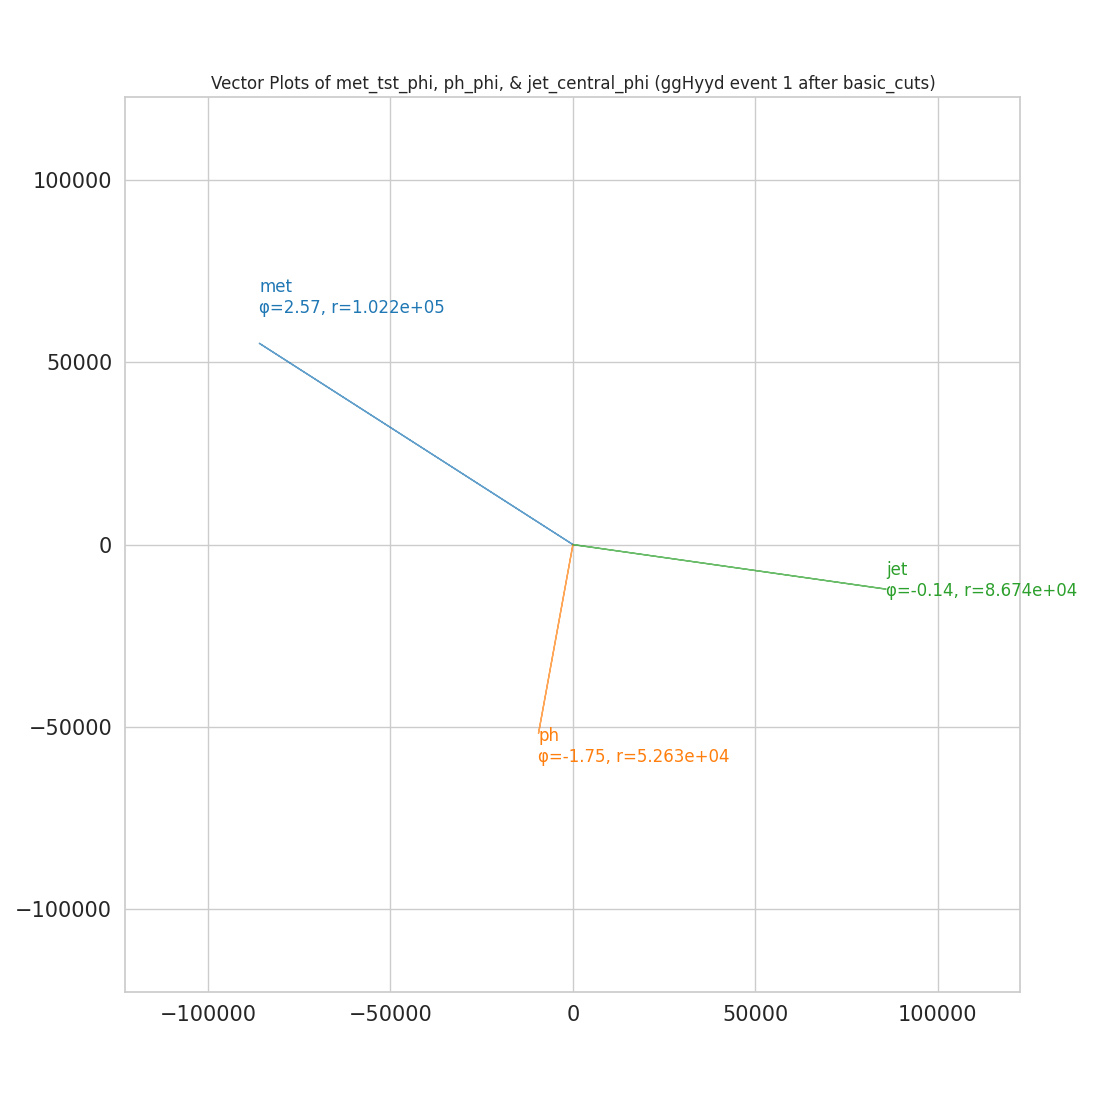 Vector Plots of met_tst_phi, ph_phi, & jet_central_phi (ggHyyd event 1 after basic_cuts)
100000
50000
0
−50000
−100000
met
φ=2.57, r=1.022e+05
jet
φ=-0.14, r=8.674e+04
ph
φ=-1.75, r=5.263e+04
−100000
−50000
0
50000
100000